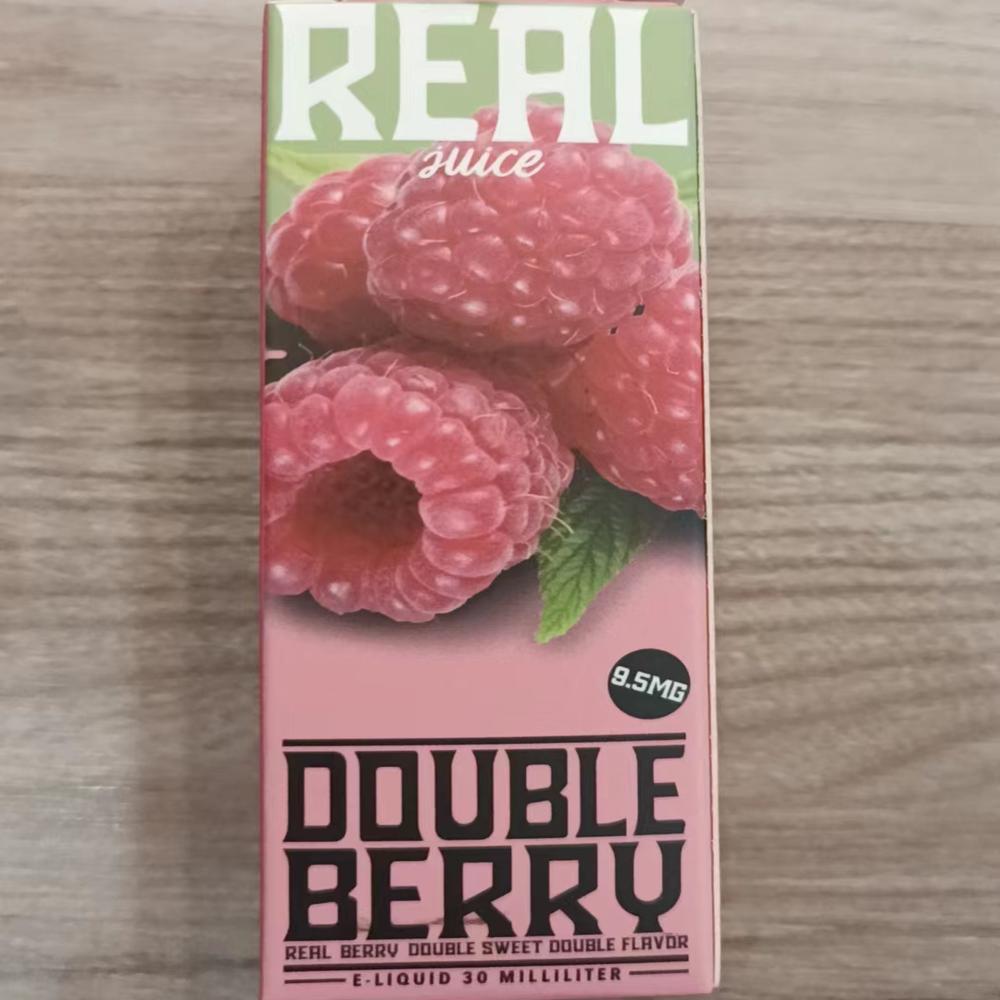 REAL
juice
9.5MG
DOUBLE
BERRY
REAL BERRY DOUBLE SWEET DOUBLE FLAVOR
E-LIQUID 30 MILLILITER